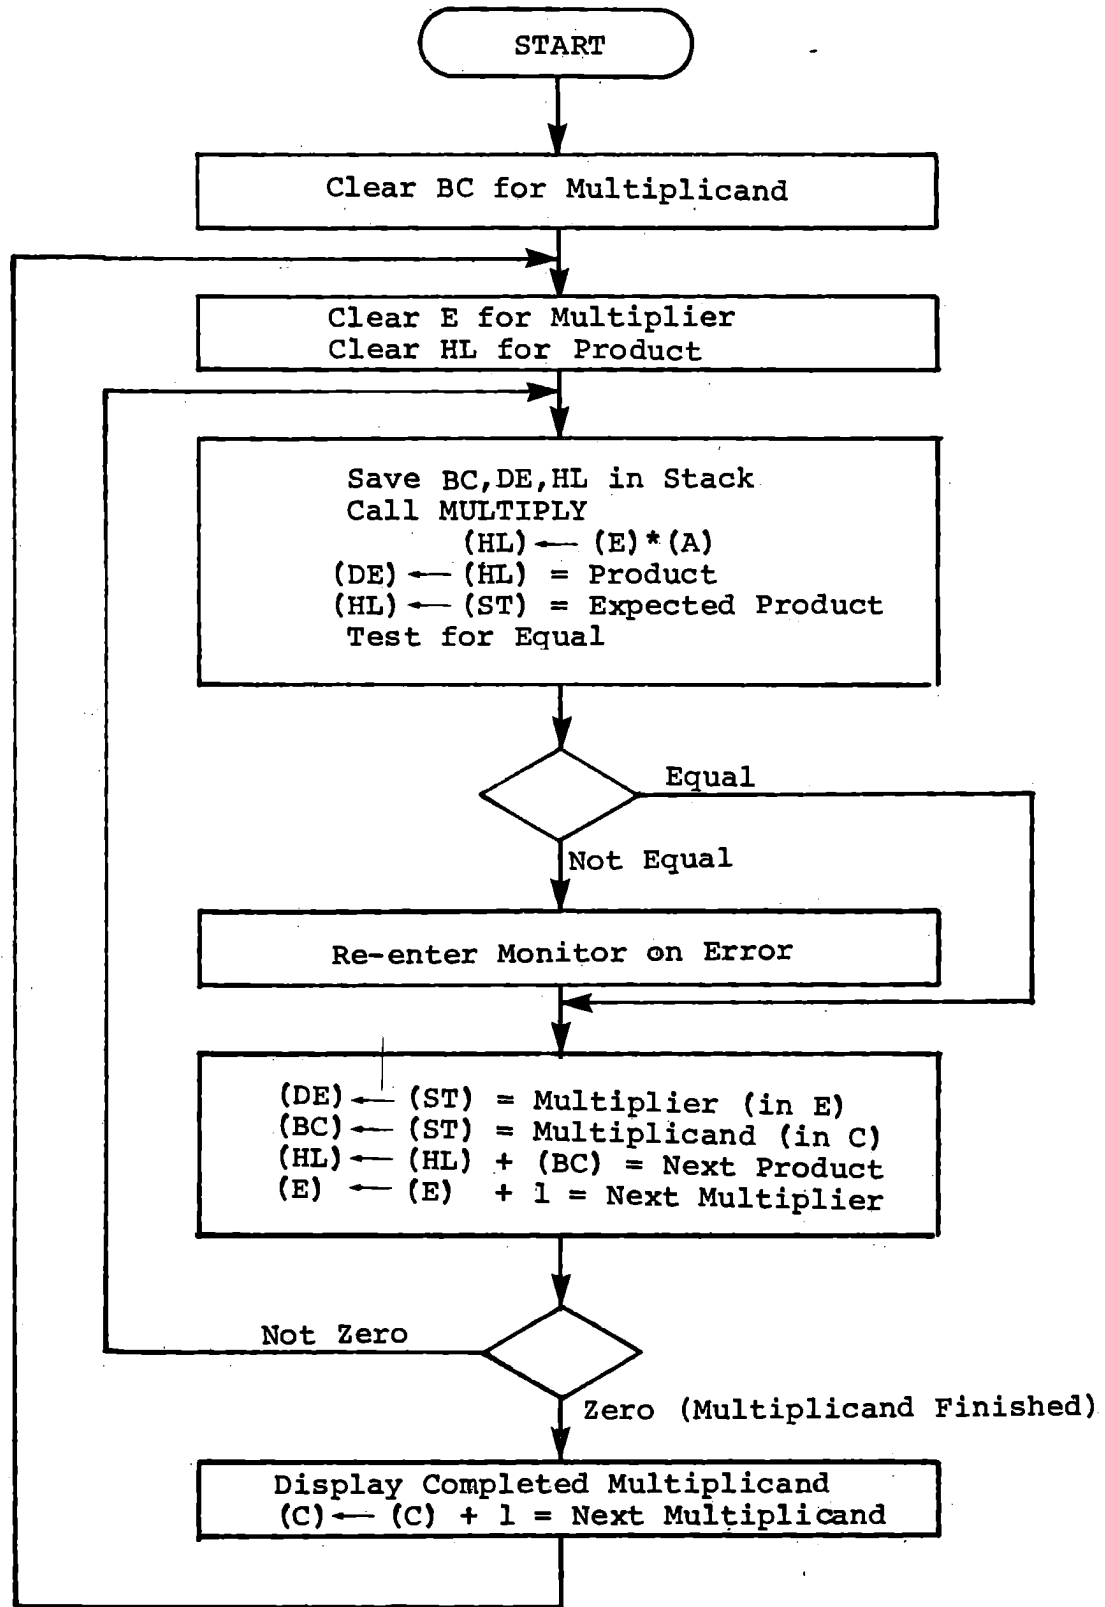 START
Clear BC for Multiplicand
Clear E for Multiplier
Clear HL for Product
Save BC,DE,HL in Stack
Call MULTIPLY
(HL) ← (E)*(A)
(DE) ← (HL) = Product
(HL) ← (ST) = Expected Product
Test for Equal
Equal
Not Equal
Re-enter Monitor on Error
(DE) ← (ST) = Multiplier (in E)
(BC) ← (ST) = Multiplicand (in C)
(HL) ← (HL) + (BC) = Next Product
(E) ← (E) + 1 = Next Multiplier
Not Zero
Zero (Multiplicand Finished)
Display Completed Multiplicand
(C) ← (C) + 1 = Next Multiplicand